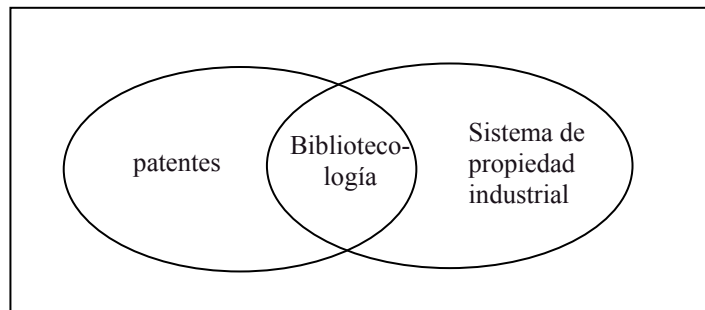 patentes
Biblioteco-
logía
Sistema de
propiedad
industrial